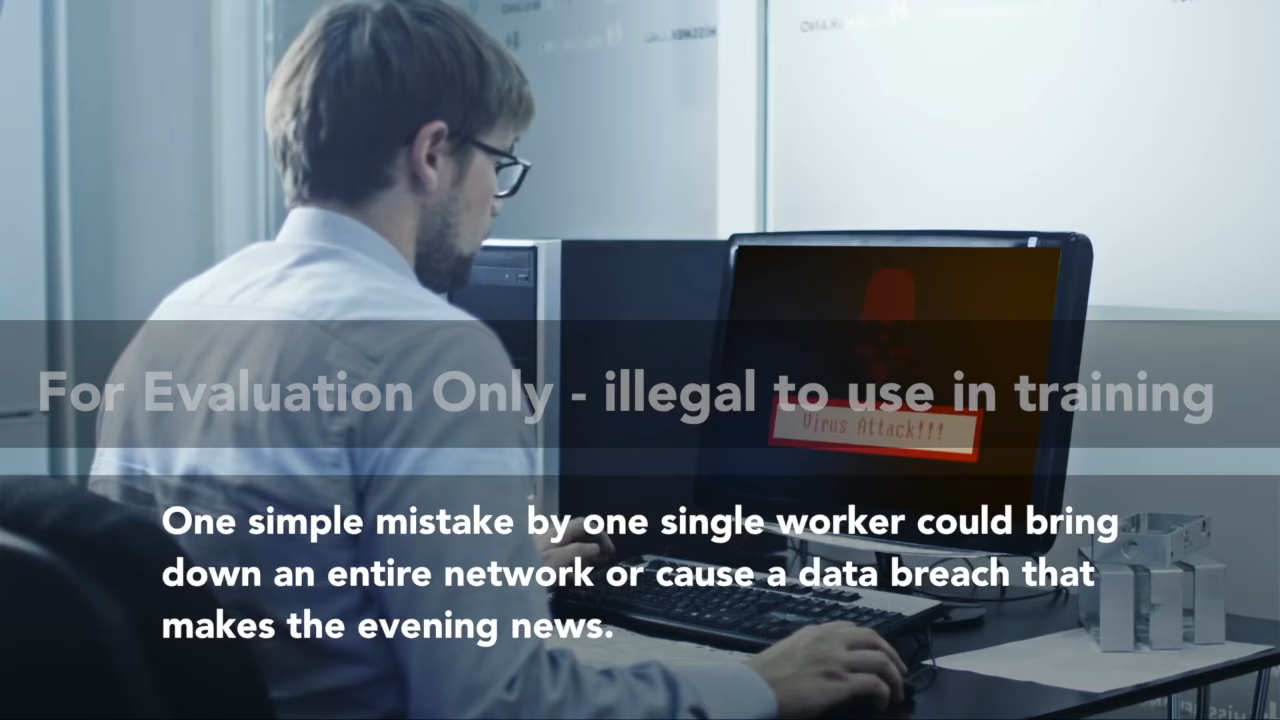 For Evaluation Only - illegal to use in training
Virus Attack!!!
One simple mistake by one single worker could bring
down an entire network or cause a data breach that
makes the evening news.